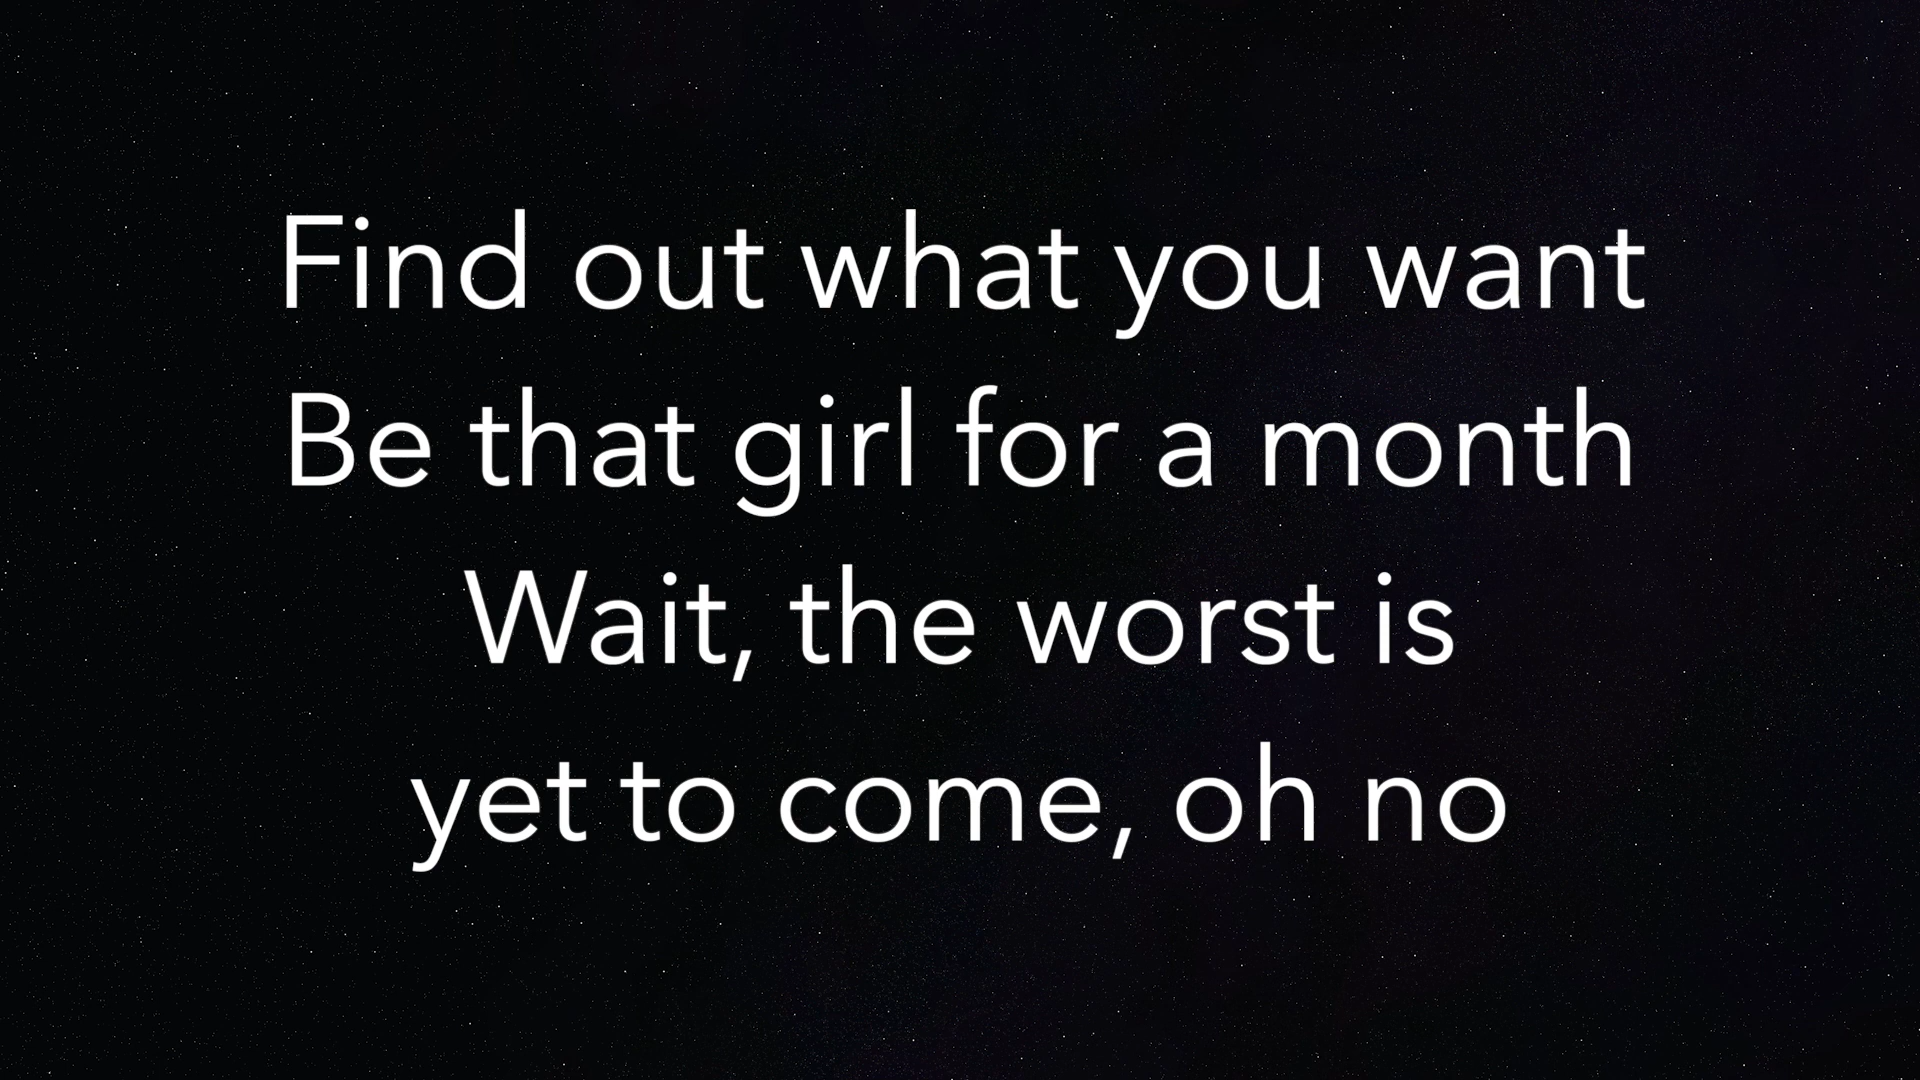 Find out what you want
Be that girl for a month
Wait, the worst is
yet to come, oh no